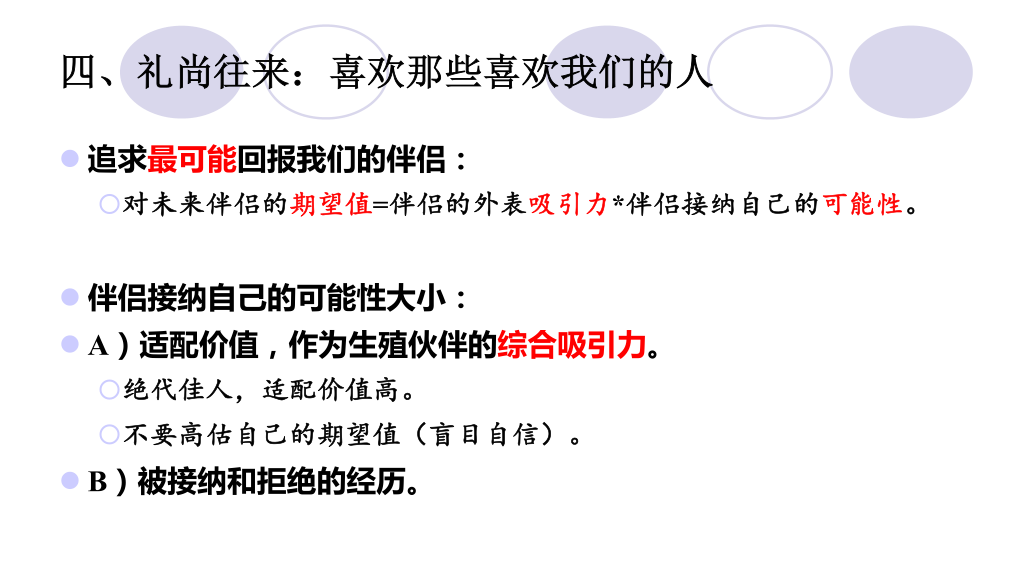 四、礼尚往来：喜欢那些喜欢我们的人
追求最可能回报我们的伴侣：
对未来伴侣的期望值=伴侣的外表吸引力*伴侣接纳自己的可能性。
伴侣接纳自己的可能性大小：
A）适配价值，作为生殖伙伴的综合吸引力。
绝代佳人，适配价值高。
不要高估自己的期望值（盲目自信）。
B）被接纳和拒绝的经历。